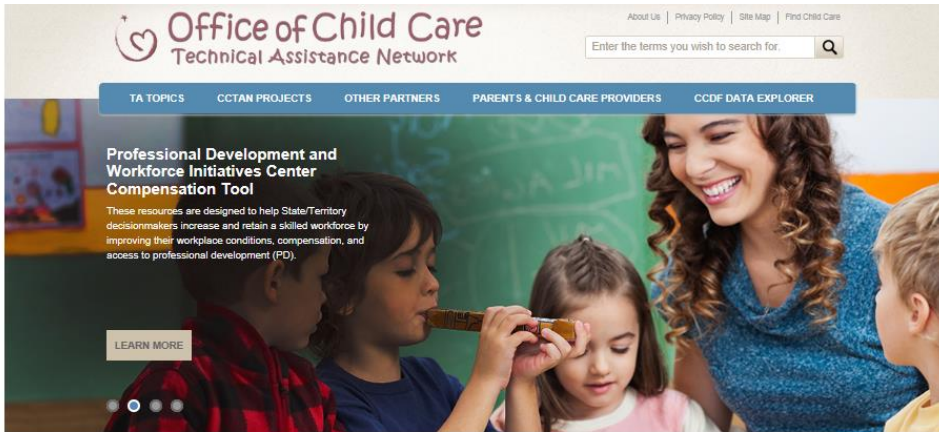 Office of Child Care
Technical Assistance Network
About Us | Privacy Policy | Site Map | Find Child Care
Enter the terms you wish to search for.
TA TOPICS CCTAN PROJECTS OTHER PARTNERS PARENTS & CHILD CARE PROVIDERS CCDF DATA EXPLORER
Professional Development and
Workforce Initiatives Center
Compensation Tool
These resources are designed to help State/Territory
decisionmakers increase and retain a skilled workforce by
improving their workplace conditions, compensation, and
access to professional development (PD).
LEARN MORE